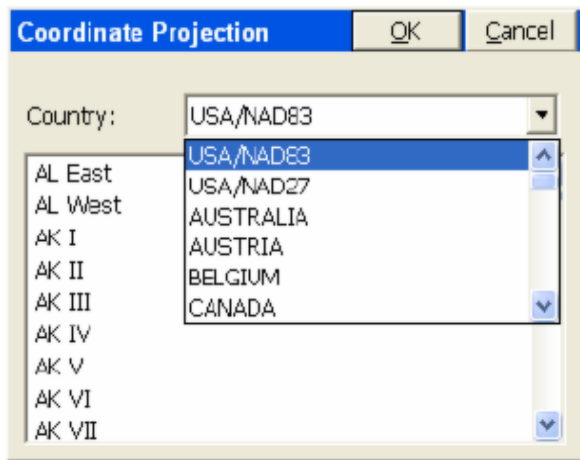 Coordinate Projection OK Cancel
Country: USA/NAD83
USA/NAD83
USA/NAD27
AUSTRALIA
AUSTRIA
BELGIUM
CANADA
AL East
AL West
AK I
AK II
AK III
AK IV
AK V
AK VI
AK VII